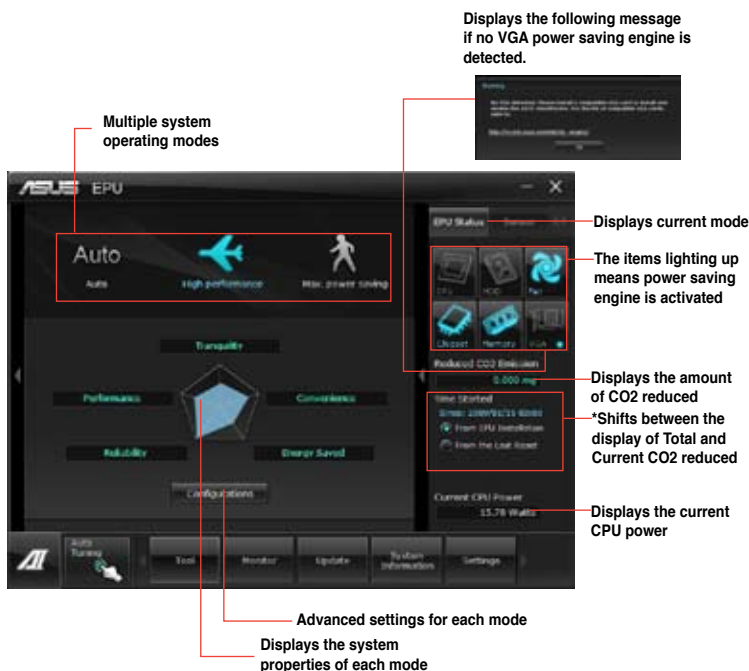 Displays the following message
if no VGA power saving engine is
detected.
Multiple system
operating modes
ASUS EPU
EPU Status
Displays current mode
Auto
Auto
High performance
Max. power saving
The items lighting up
means power saving
engine is activated
CPU
HDD
Fan
Chipset
Memory
VGA
Tranquility
Performance
Convenience
Reliability
Energy Saved
Configurations
Reduced CO2 Emission
0.000 mg
Displays the amount
of CO2 reduced
Time Started
From EPU Installation
From the Last Reset
*Shifts between the
display of Total and
Current CO2 reduced
Current CPU Power
15.78 Watts
Displays the current
CPU power
Auto
Tuning
Tool
Monitor
Update
System
Information
Settings
Advanced settings for each mode
Displays the system
properties of each mode